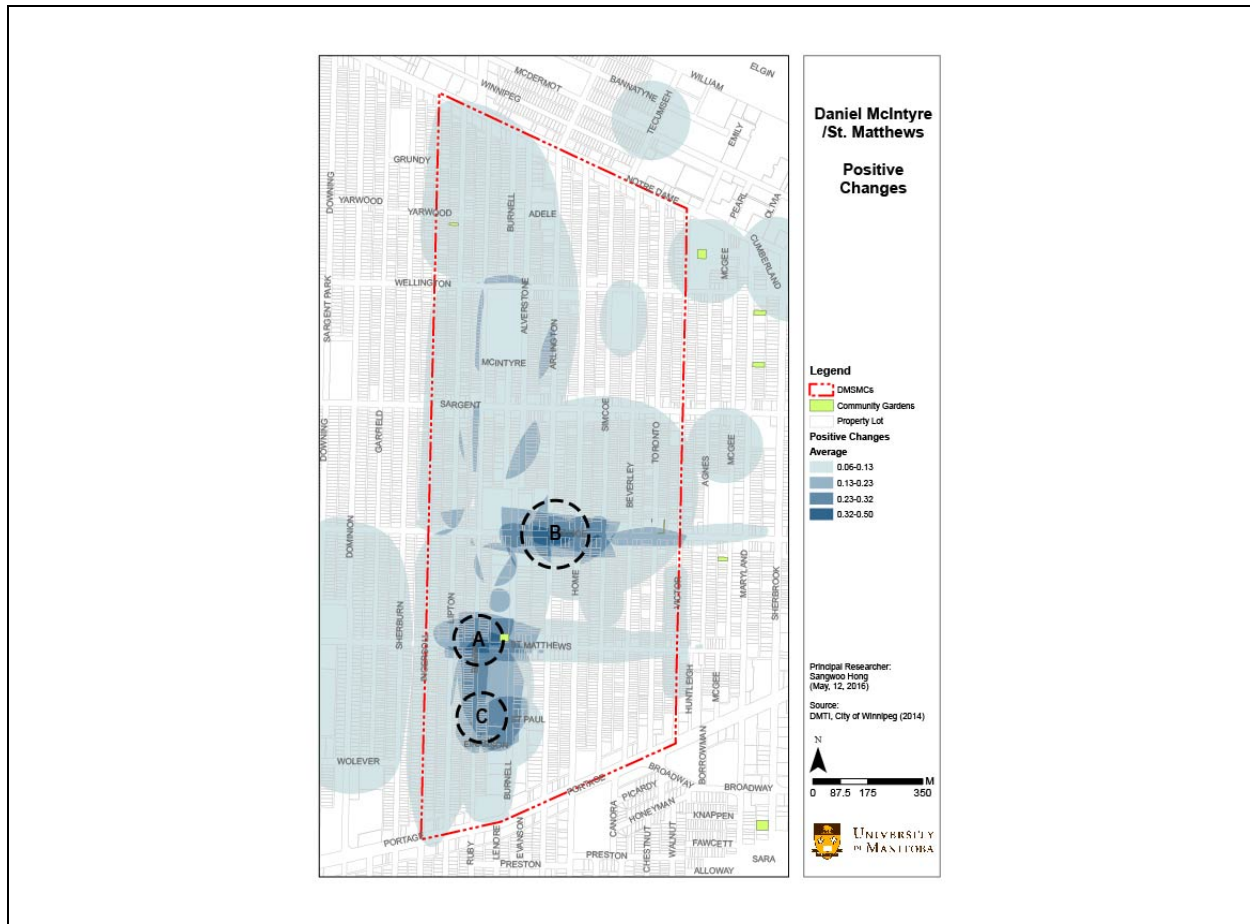 ELGIN
WILLIAM
MCDERMOT
BANNATYNE
WINNIPEG
TECUMSEH
EMILY
GRUNDY
NOTRE DAME
DOWNING
YARWOOD
YARWOOD
BURNELL
ADELE
PEARL
OLIVIA
MCGEE
CUMBERLAND
SARGENT PARK
WELLINGTON
ALVERSTONE
ARLINGTON
MCINTYRE
SARGENT
SIMCOE
DOWNING
GARFIELD
TORONTO
AGNES
MCGEE
BEVERLEY
DOMINION
B
HOME
VICTOR
MARYLAND
SHERBROOK
SHERBURN
LIPTON
A
ST MATTHEWS
INGERSOLL
HUNTLEIGH
MCGEE
C
ST PAUL
WOLEVER
BURNELL
PORTAGE
BORROWMAN
BROADWAY
BROADWAY
PICARDY
HONEYMAN
CANORA
KNAPPEN
PORTAGE
RUBY
LENORE
EVANSON
PRESTON
PRESTON
CHESTNUT
WALNUT
FAWCETT
SARA
ALLOWAY
Daniel McIntyre
/St. Matthews
Positive
Changes
Legend
DMSMCs
Community Gardens
Property Lot
Positive Changes
Average
0.06-0.13
0.13-0.23
0.23-0.32
0.32-0.50
Principal Researcher:
Sangwoo Hong
(May, 12, 2016)
Source:
DMTI, City of Winnipeg (2014)
N
M
0 87.5 175 350
UNIVERSITY
OF MANITOBA